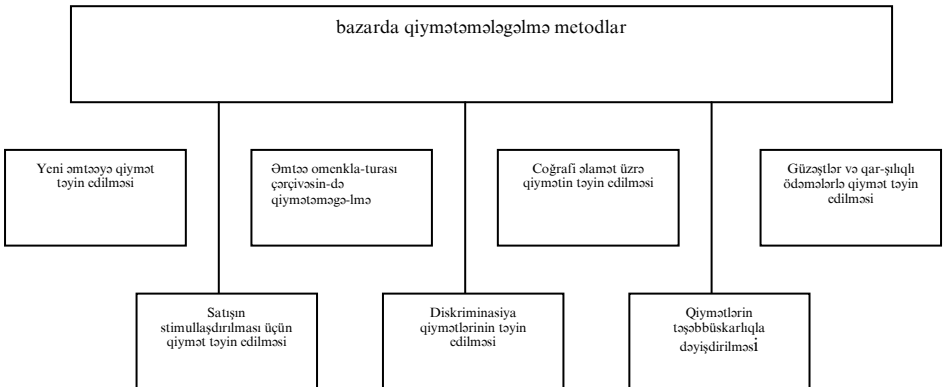 bazarda qiymətəmələgəlmə metodlar
Yeni əmtəəyə qiymət
təyin edilməsi
Əmtəə omenkla-turası
çərçivəsin-də
qiymətəməgə-lmə
Coğrafi əlamət üzrə
qiymətin təyin edilməsi
Güzəştlər və qar-şılıqlı
ödəmələrlə qiymət təyin
edilməsi
Satışın
stimullaşdırılması üçün
qiymət təyin edilməsi
Diskriminasiya
qiymətlərinin təyin
edilməsi
Qiymətlərin
təşəbbüskarlıqla
dəyişdirilməsi